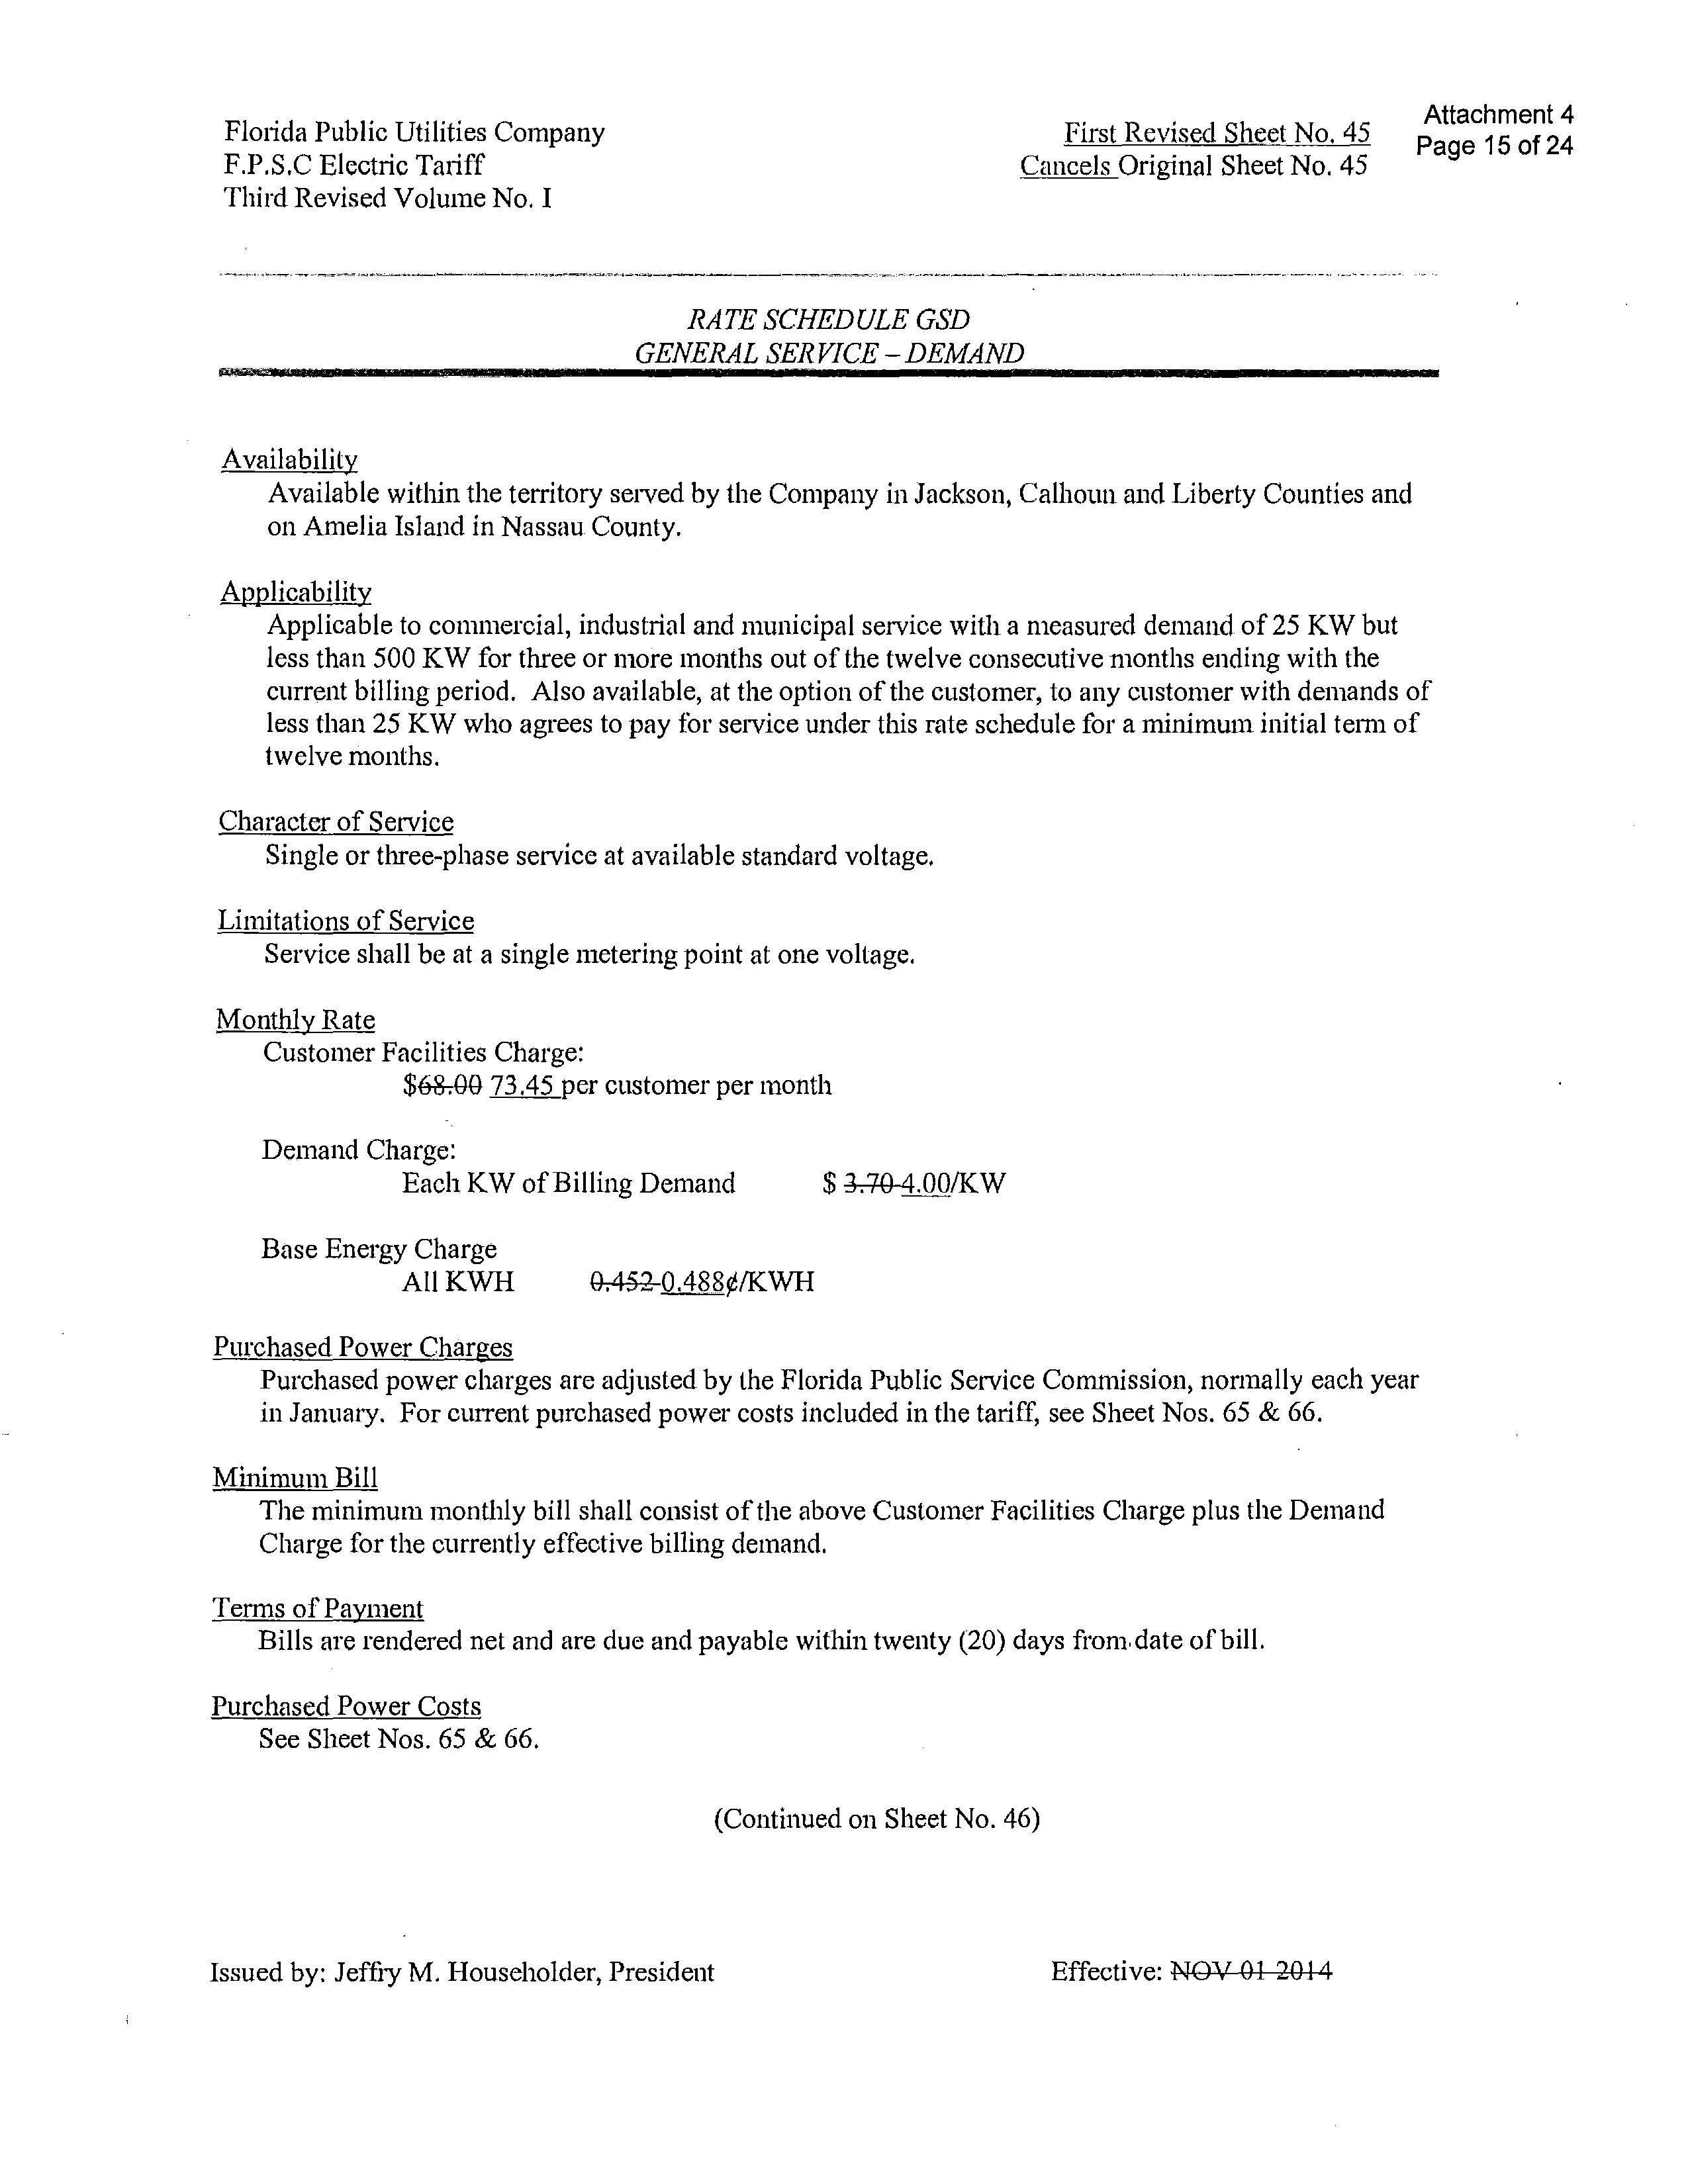 Attachment 4
Page 15 of 24
Florida Public Utilities Company
F.P.S.C Electric Tariff
Third Revised Volume No. I
First Revised Sheet No. 45
Cancels Original Sheet No. 45
RATE SCHEDULE GSD
GENERAL SERVICE – DEMAND
Availability
Available within the territory served by the Company in Jackson, Calhoun and Liberty Counties and
on Amelia Island in Nassau County.
Applicability
Applicable to commercial, industrial and municipal service with a measured demand of 25 KW but
less than 500 KW for three or more months out of the twelve consecutive months ending with the
current billing period. Also available, at the option of the customer, to any customer with demands of
less than 25 KW who agrees to pay for service under this rate schedule for a minimum initial term of
twelve months.
Character of Service
Single or three-phase service at available standard voltage.
Limitations of Service
Service shall be at a single metering point at one voltage.
Monthly Rate
Customer Facilities Charge:
$68.00 73.45 per customer per month
Demand Charge:
Each KW of Billing Demand $ 3.70 4.00/KW
Base Energy Charge
All KWH 0.452 0.488¢/KWH
Purchased Power Charges
Purchased power charges are adjusted by the Florida Public Service Commission, normally each year
in January. For current purchased power costs included in the tariff, see Sheet Nos. 65 & 66.
Minimum Bill
The minimum monthly bill shall consist of the above Customer Facilities Charge plus the Demand
Charge for the currently effective billing demand.
Terms of Payment
Bills are rendered net and are due and payable within twenty (20) days from date of bill.
Purchased Power Costs
See Sheet Nos. 65 & 66.
(Continued on Sheet No. 46)
Issued by: Jeffry M. Householder, President
Effective: NOV 01 2014